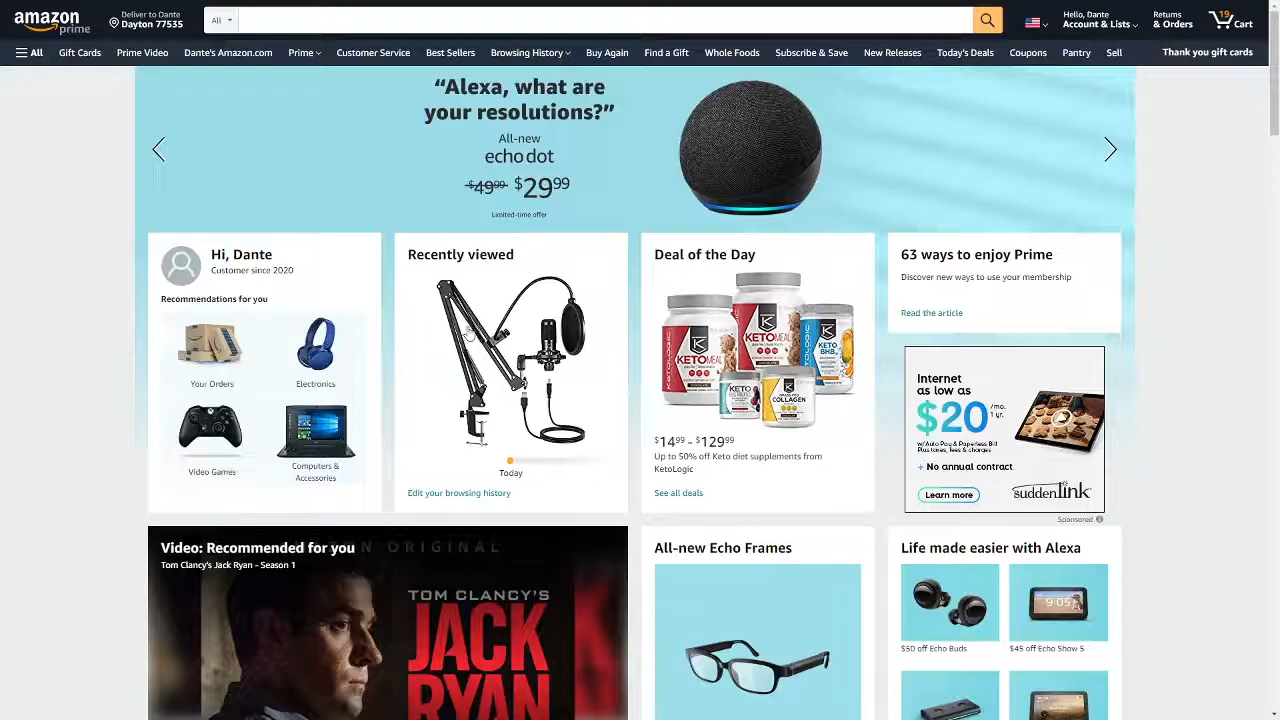 amazon
prime
Deliver to Dante
Dayton 77535
All
Hello, Dante
Account & Lists
Returns
& Orders
19
Cart
All
Gift Cards
Prime Video
Dante's Amazon.com
Prime
Customer Service
Best Sellers
Browsing History
Buy Again
Find a Gift
Whole Foods
Subscribe & Save
New Releases
Today's Deals
Coupons
Pantry
Sell
Thank you gift cards
“Alexa, what are
your resolutions?”
All-new
echo dot
$49.99 $29.99
Limited-time offer
Hi, Dante
Customer since 2020
Recommendations for you
Your Orders
Electronics
Video Games
Computers &
Accessories
Recently viewed
Today
Edit your browsing history
Deal of the Day
KETOLOGIC
KETOMEAL
KETOMEAL
KETO
BHB
KETO
COLLAGEN
$14.99 - $129.99
Up to 50% off Keto diet supplements from
KetoLogic
See all deals
63 ways to enjoy Prime
Discover new ways to use your membership
Read the article
Internet
as low as
$20 /mo.
1 yr.
w/Auto Pay & Paperless Bill
Plus taxes, fees & charges
+ No annual contract
Learn more
suddenlink
Sponsored
Video: Recommended for you
Tom Clancy's Jack Ryan - Season 1
N ORIGINAL
TOM CLANCY'S
JACK
RYAN
All-new Echo Frames
Life made easier with Alexa
9:05
$50 off Echo Buds
$45 off Echo Show 5